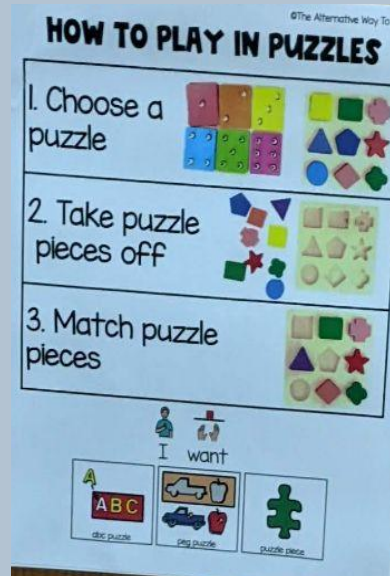 ©The Alternative Way To
HOW TO PLAY IN PUZZLES
1. Choose a
puzzle
2. Take puzzle
pieces off
3. Match puzzle
pieces
I want
A
ABC
abc puzzle
peg puzzle
puzzle piece